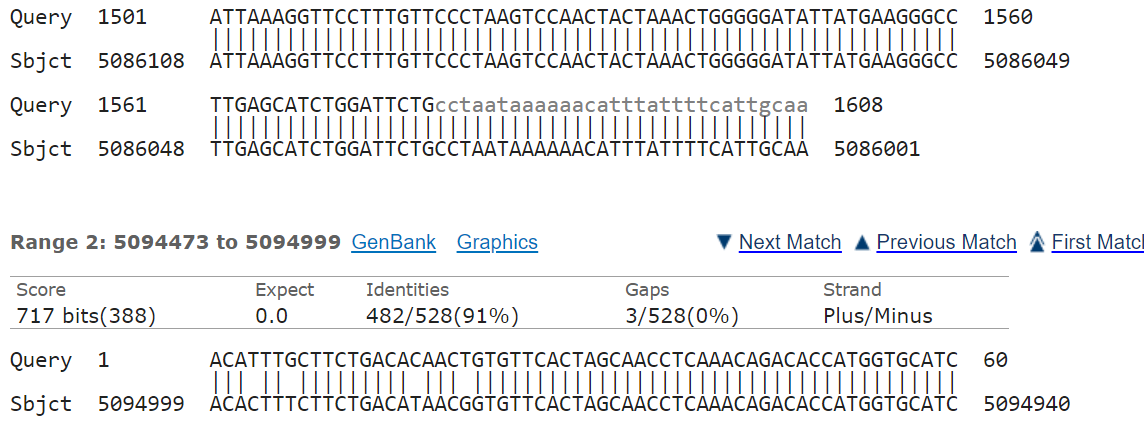 Query 1501 ATTAAAGGTTCCTTTGTTCCCTAAGTCCAACTACTAAACTGGGGGATATTATGAAGGGCC 1560
||||||||||||||||||||||||||||||||||||||||||||||||||||||||||||
Sbjct 5086108 ATTAAAGGTTCCTTTGTTCCCTAAGTCCAACTACTAAACTGGGGGATATTATGAAGGGCC 5086049
Query 1561 TTGAGCATCTGGATTCTGcctaataaaaaacatttattttcattgcaa 1608
||||||||||||||||||||||||||||||||||||||||||||||||
Sbjct 5086048 TTGAGCATCTGGATTCTGCCTAATAAAAAACATTTATTTTCATTGCAA 5086001
Range 2: 5094473 to 5094999 GenBank Graphics ▼ Next Match ▲ Previous Match First Matc
Score Expect Identities Gaps Strand
717 bits(388) 0.0 482/528(91%) 3/528(0%) Plus/Minus
Query 1 ACATTTGCTTCTGACACAACTGTGTTCACTAGCAACCTCAAACAGACACCATGGTGCATC 60
||| || |||||||| ||| |||||||||||||||||||||||||||||||||||||||
Sbjct 5094999 ACACTTTCTTCTGACATAACGGTGTTCACTAGCAACCTCAAACAGACACCATGGTGCATC 5094940